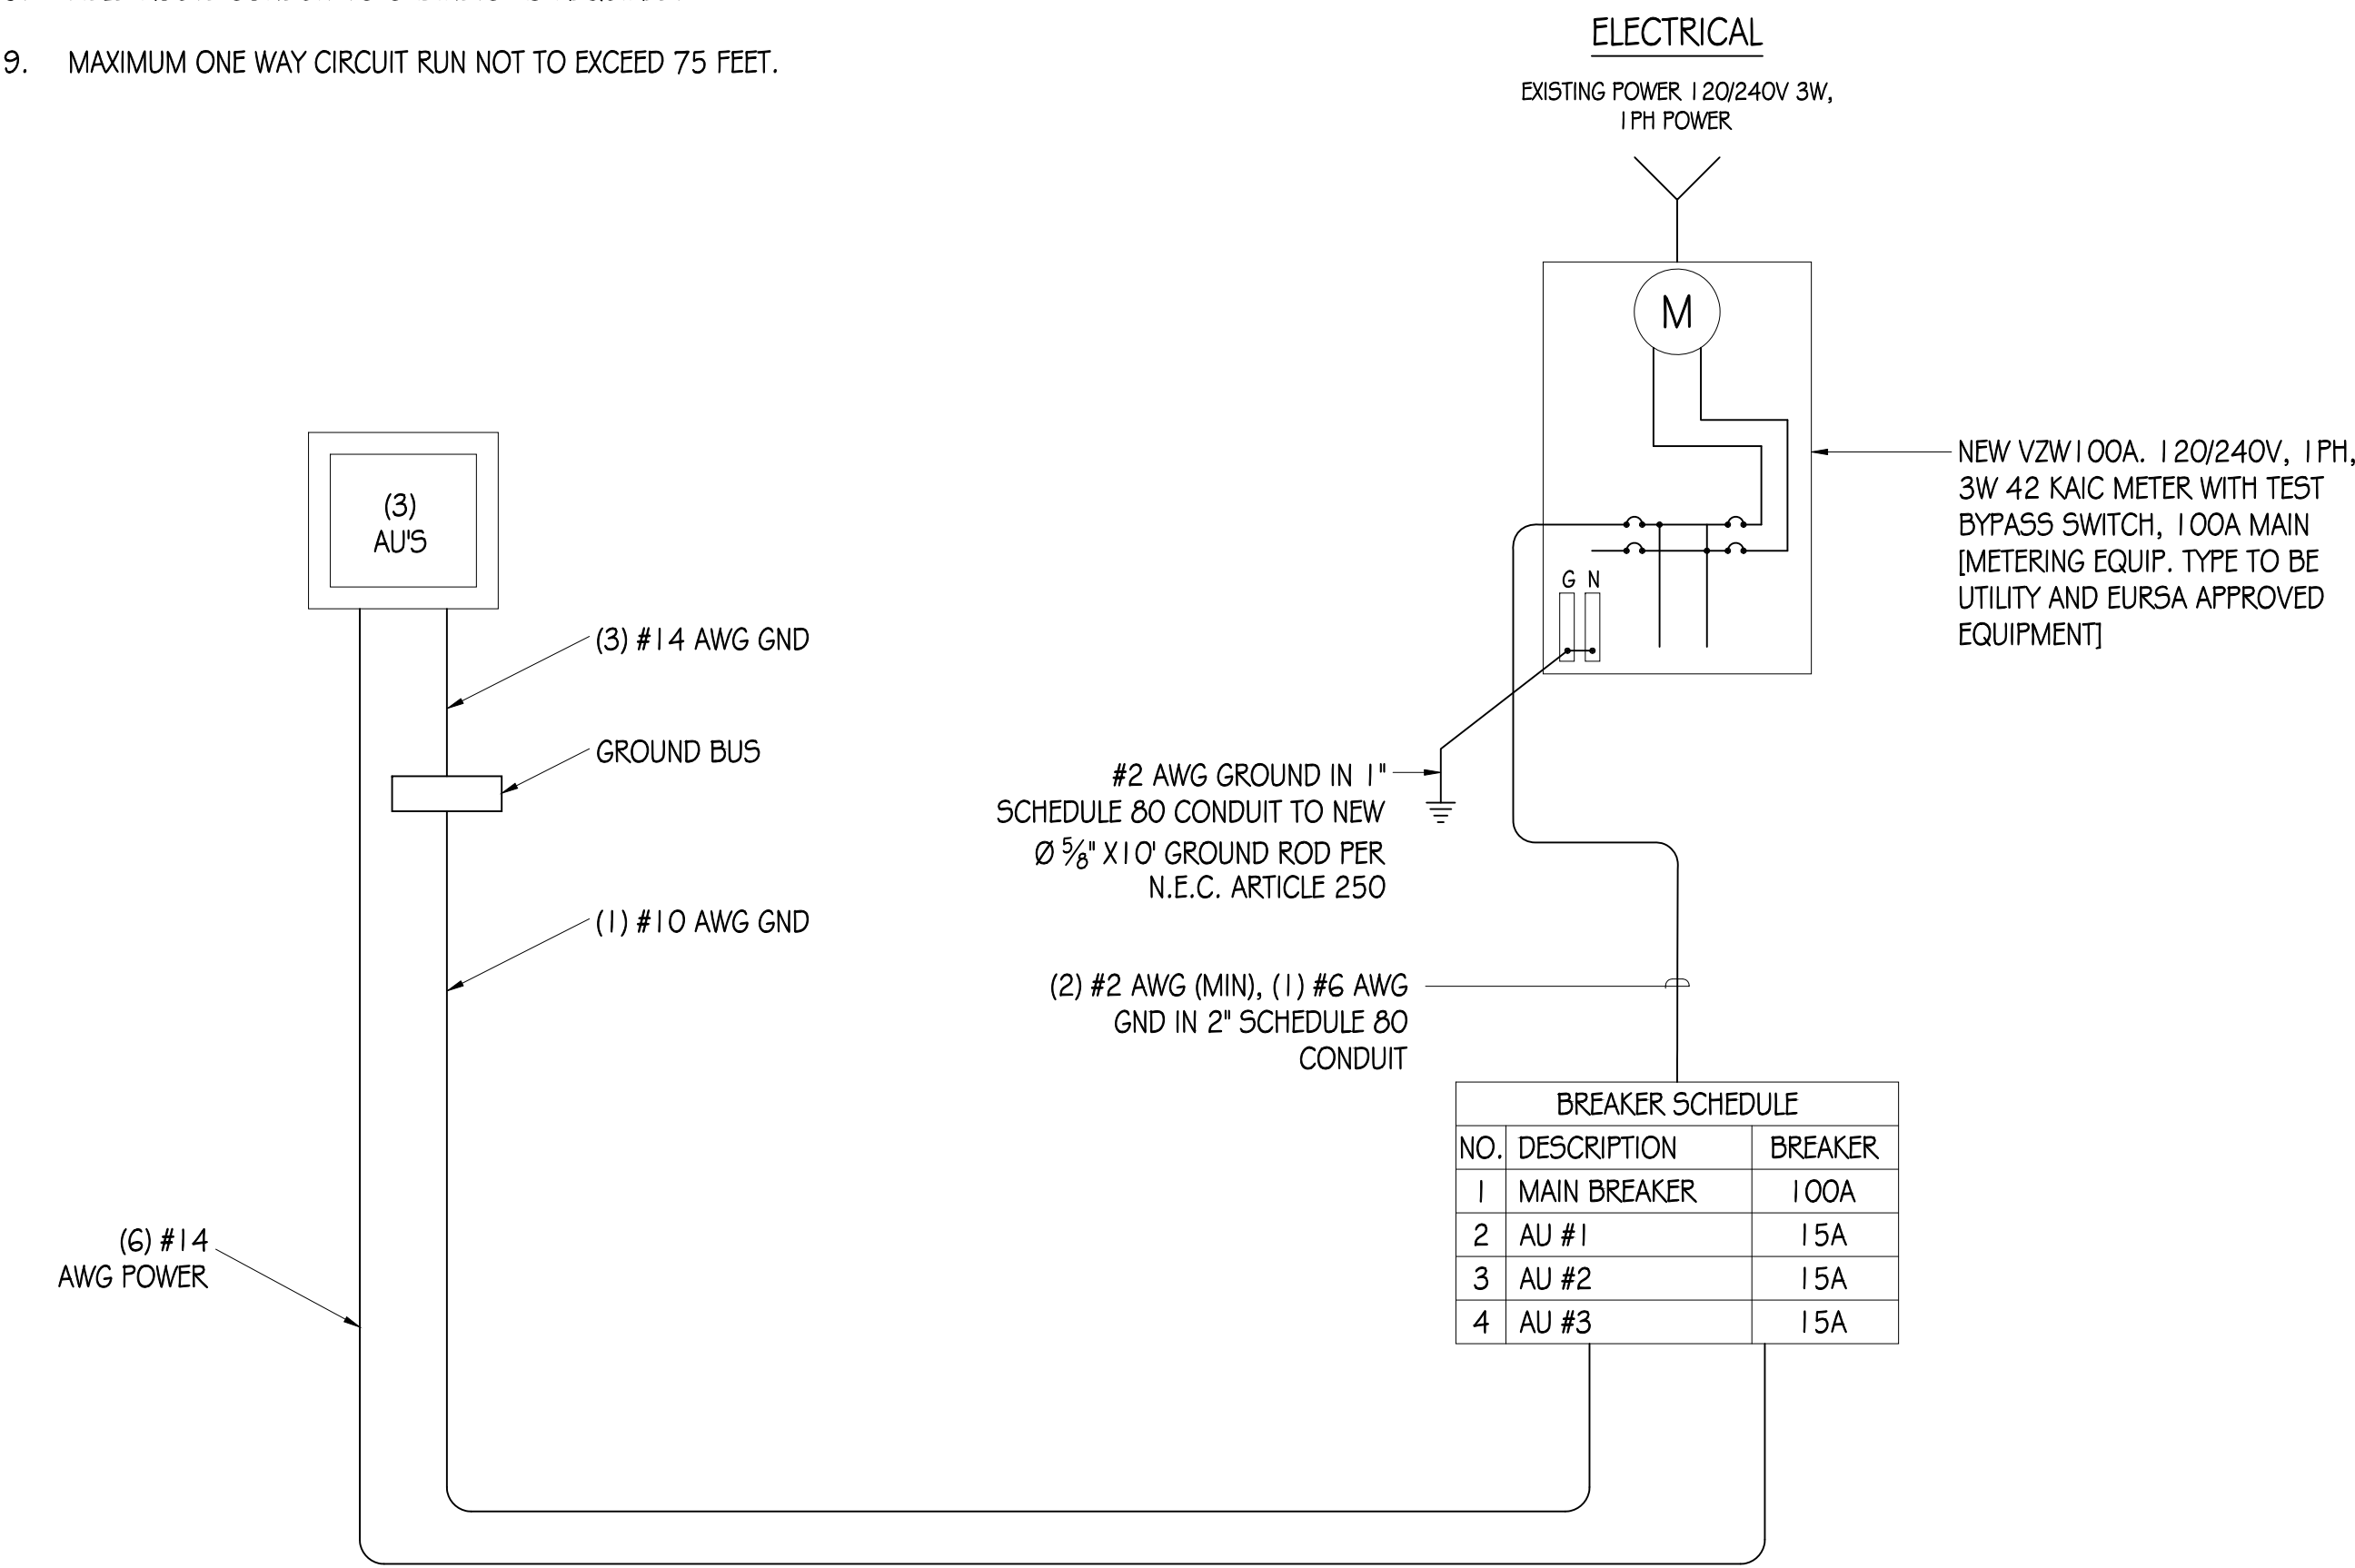 9. MAXIMUM ONE WAY CIRCUIT RUN NOT TO EXCEED 75 FEET.
ELECTRICAL
EXISTING POWER 120/240V 3W,
1PH POWER
M
NEW VZW100A. 120/240V, 1PH,
3W 42 KAIC METER WITH TEST
BYPASS SWITCH, 100A MAIN
[METERING EQUIP. TYPE TO BE
UTILITY AND EURSA APPROVED
EQUIPMENT]
G N
(3)
AU'S
(3) #14 AWG GND
GROUND BUS
(1) #10 AWG GND
#2 AWG GROUND IN 1"
SCHEDULE 80 CONDUIT TO NEW
Ø 5/8" X10' GROUND ROD PER
N.E.C. ARTICLE 250
(2) #2 AWG (MIN), (1) #6 AWG
GND IN 2" SCHEDULE 80
CONDUIT
(6) #14
AWG POWER
BREAKER SCHEDULE
NO. DESCRIPTION BREAKER
1 MAIN BREAKER 100A
2 AU #1 15A
3 AU #2 15A
4 AU #3 15A